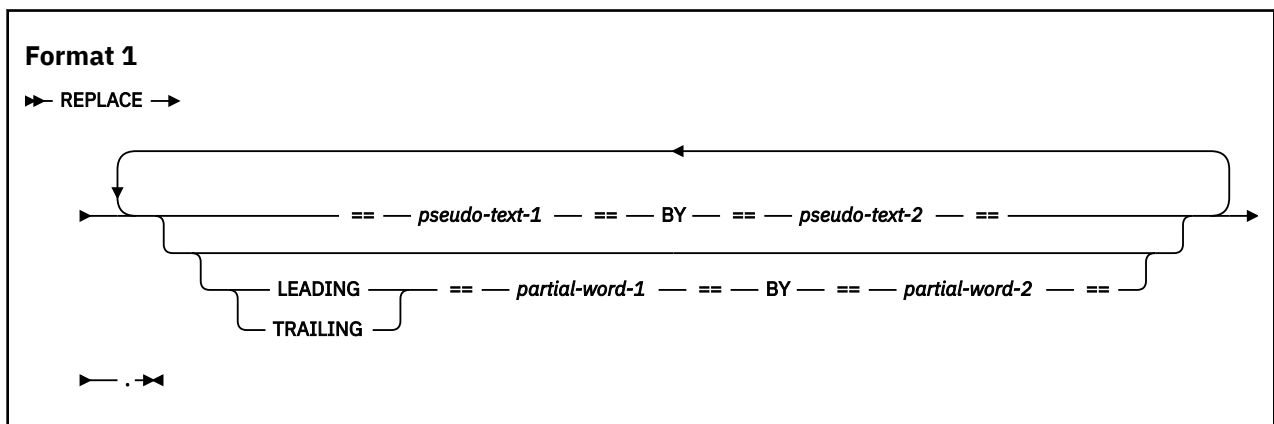 Format 1
REPLACE
== pseudo-text-1 == BY == pseudo-text-2 ==
LEADING == partial-word-1 == BY == partial-word-2 ==
TRAILING
.